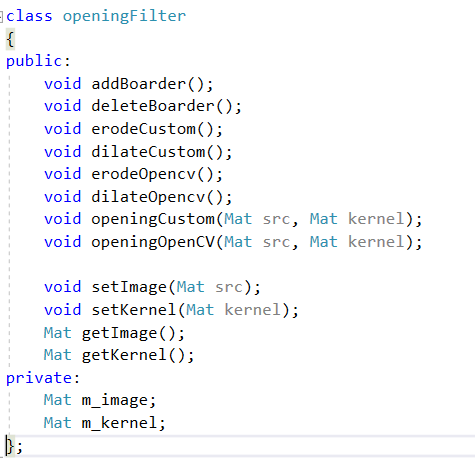 class openingFilter
{
public:
    void addBoarder();
    void deleteBoarder();
    void erodeCustom();
    void dilateCustom();
    void erodeOpencv();
    void dilateOpencv();
    void openingCustom(Mat src, Mat kernel);
    void openingOpenCV(Mat src, Mat kernel);

    void setImage(Mat src);
    void setKernel(Mat kernel);
    Mat getImage();
    Mat getKernel();
private:
    Mat m_image;
    Mat m_kernel;
};